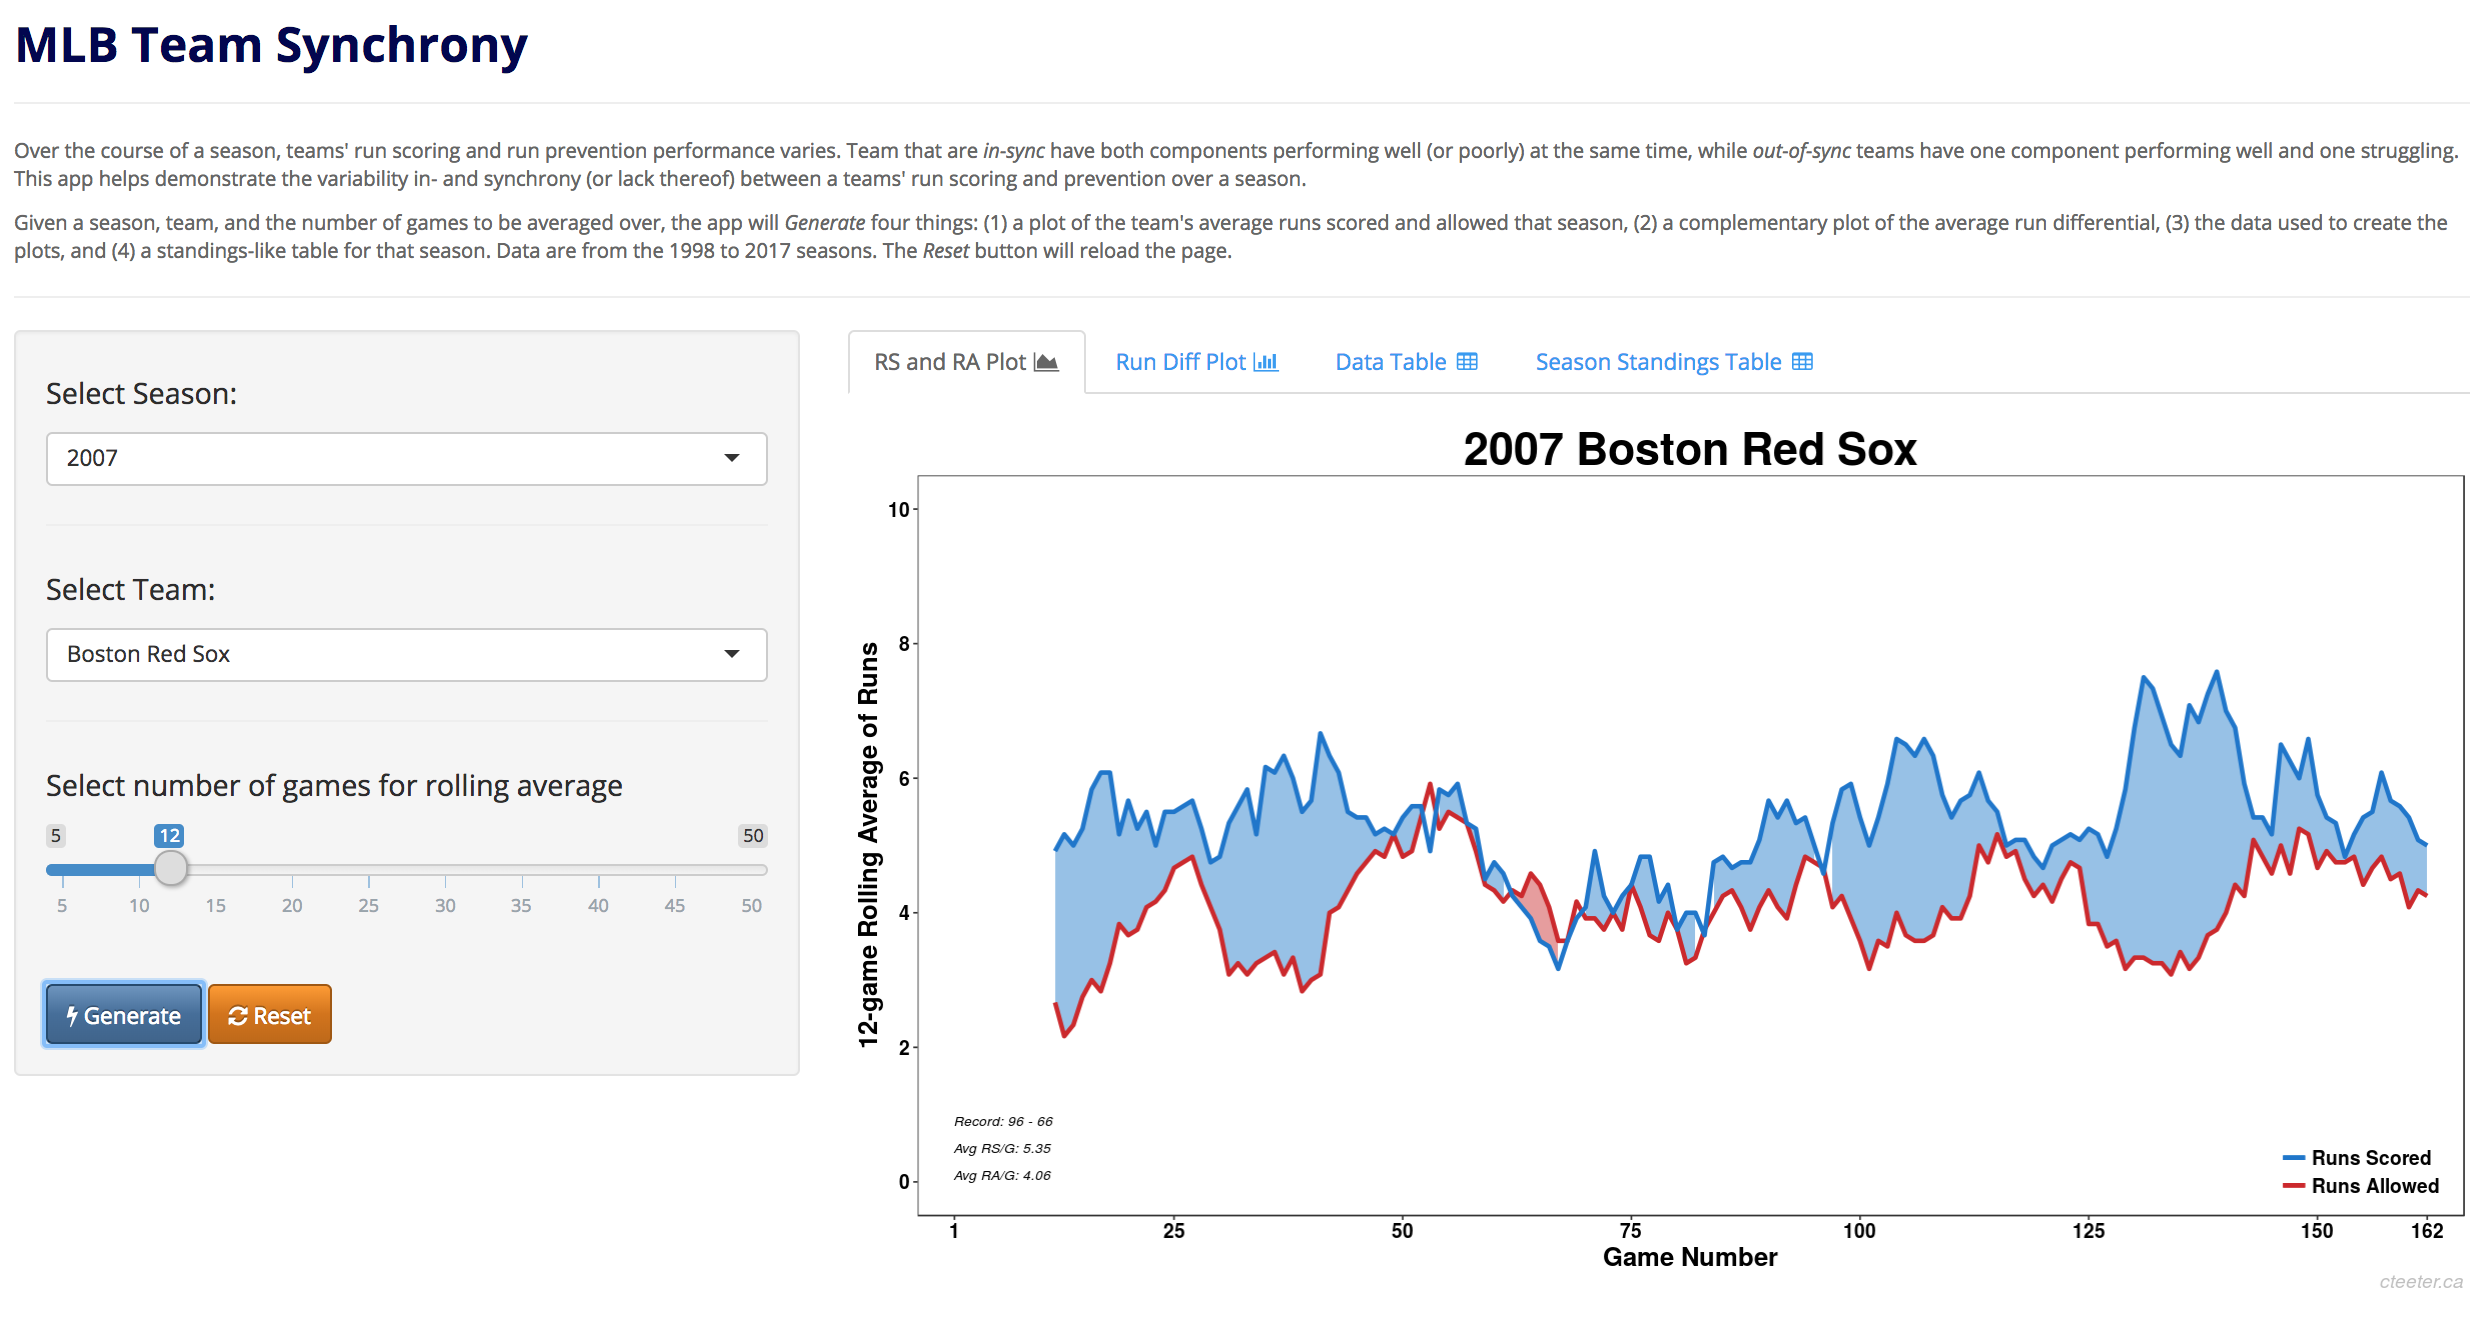 MLB Team Synchrony
Over the course of a season, teams' run scoring and run prevention performance varies. Team that are in-sync have both components performing well (or poorly) at the same time, while out-of-sync teams have one component performing well and one struggling.
This app helps demonstrate the variability in- and synchrony (or lack thereof) between a teams' run scoring and prevention over a season.
Given a season, team, and the number of games to be averaged over, the app will Generate four things: (1) a plot of the team's average runs scored and allowed that season, (2) a complementary plot of the average run differential, (3) the data used to create the
plots, and (4) a standings-like table for that season. Data are from the 1998 to 2017 seasons. The Reset button will reload the page.
Select Season:
2007
Select Team:
Boston Red Sox
Select number of games for rolling average
5 12 50
5 10 15 20 25 30 35 40 45 50
Generate Reset
RS and RA Plot Run Diff Plot Data Table Season Standings Table
2007 Boston Red Sox
12-game Rolling Average of Runs
10
8
6
4
2
0
Record: 96 - 66
Avg RS/G: 5.35
Avg RA/G: 4.06
Runs Scored
Runs Allowed
1 25 50 75 100 125 150 162
Game Number
cteeter.ca